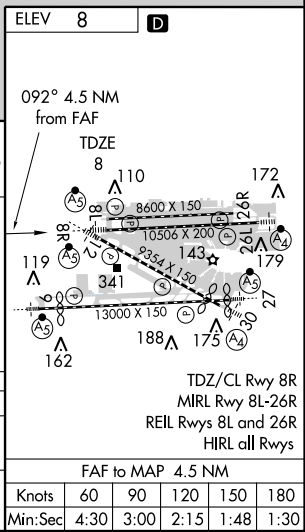 ELEV 8 D
092° 4.5 NM
from FAF
TDZE
8
110
172
A5
P
8L
8600 X 150
26R
8R
10506 X 200
26L
A4
A5
12
9354 X 150
143
179
119
341
P
A5
9
13000 X 150
27
30
A5
162
188
175
A4
TDZ/CL Rwy 8R
MIRL Rwy 8L-26R
REIL Rwys 8L and 26R
HIRL all Rwys
FAF to MAP 4.5 NM
Knots 60 90 120 150 180
Min:Sec 4:30 3:00 2:15 1:48 1:30